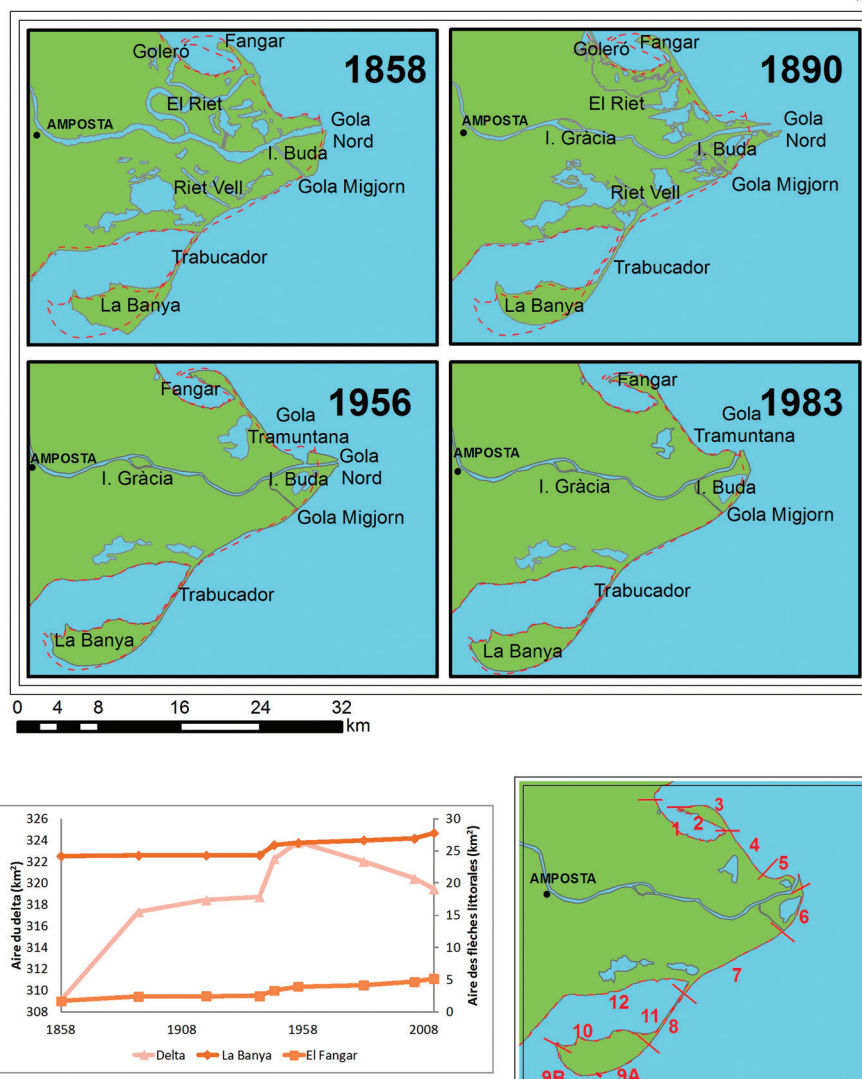 Fangar
Goleró
1858
El Riet
Gola
Nord
AMPOSTA
I. Buda
Riet Vell
Gola Migjorn
Trabucador
La Banya
Goleró
Fangar
1890
El Riet
Gola
Nord
AMPOSTA
I. Gràcia
I. Buda
Riet Vell
Gola Migjorn
Trabucador
La Banya
Fangar
1956
Gola
Tramuntana
Gola
Nord
AMPOSTA
I. Gràcia
I. Buda
Gola Migjorn
Trabucador
La Banya
Fangar
1983
Gola
Tramuntana
AMPOSTA
I. Gràcia
I. Buda
Gola Migjorn
Trabucador
La Banya
0 4 8 16 24 32
km
Aire du delta (km²)
326
324
322
320
318
316
314
312
310
308
30
25
20
15
10
5
0
Aire des flèches littorales (km²)
1858 1908 1958 2008
Delta La Banya El Fangar
3
2
1
4
5
AMPOSTA
6
7
12
11
8
10
9A
9B